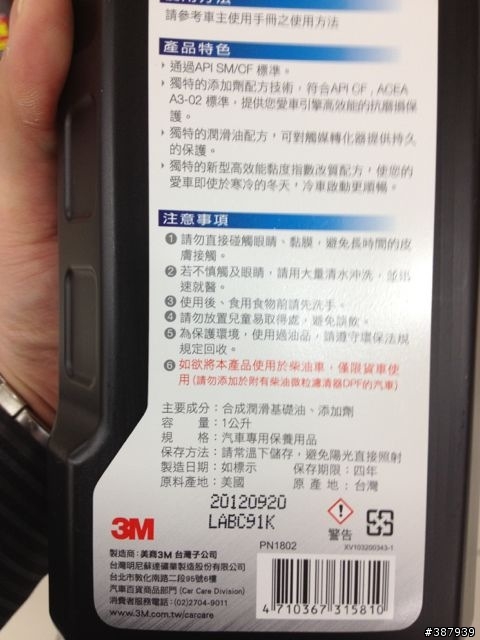 請參考車主使用手冊之使用方法
產品特色
通過API SM/CF 標準。
獨特的添加劑配方技術，符合API CF , ACEA
A3-02 標準，提供您愛車引擎高效能的抗磨損保
護。
獨特的潤滑油配方，可對觸媒轉化器提供持久
的保護。
獨特的新型高效能黏度指數改質配方，使您的
愛車即使於寒冷的冬天，冷車啟動更順暢。
注意事項
1 請勿直接碰觸眼睛、黏膜，避免長時間的皮
膚接觸。
2 若不慎觸及眼睛，請用大量清水沖洗，並迅
速就醫。
3 使用後、食用食物前請先洗手。
4 請勿放置兒童易取得處，避免誤飲。
5 為保護環境，使用過油品，請遵守環保法規
規定回收。
6 如欲將本產品使用於柴油車，僅限貨車使
用 (請勿添加於附有柴油微粒濾清器DPF的汽車)
主要成分：合成潤滑基礎油、添加劑
容 量：1公升
規 格：汽車專用保養用品
保存方法：請常溫下儲存，避免陽光直接照射
製造日期：如標示 保存期限：四年
原料產地：美國 原 產 地：台灣
20120920
LABC91K
警告
3M
PN1802
XV103200343-1
製造商：美商3M 台灣子公司
台灣明尼蘇達礦業製造股份有限公司
台北市敦化南路二段95號6樓
汽車百貨商品部門 (Car Care Division)
消費者服務電話：(02)2704-9011
www.3M.com.tw/carcare
4 710367 315810
#387939